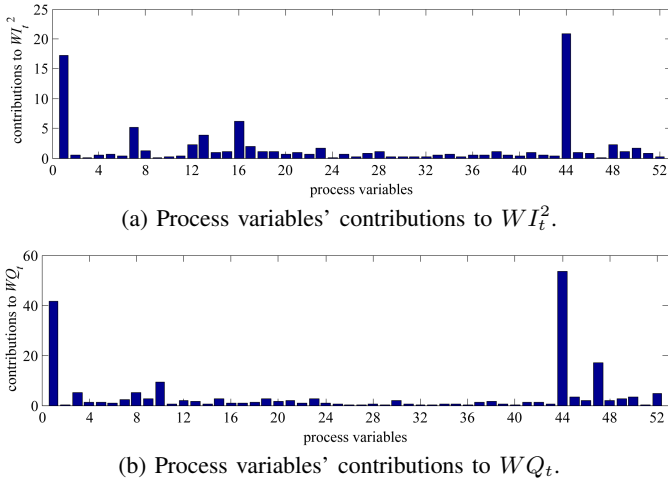 25
20
15
10
5
0
contributions to WI_t^2
0 4 8 12 16 20 24 28 32 36 40 44 48 52
process variables
(a) Process variables' contributions to WI_t^2.
60
40
20
0
contributions to WQ_t
0 4 8 12 16 20 24 28 32 36 40 44 48 52
process variables
(b) Process variables' contributions to WQ_t.